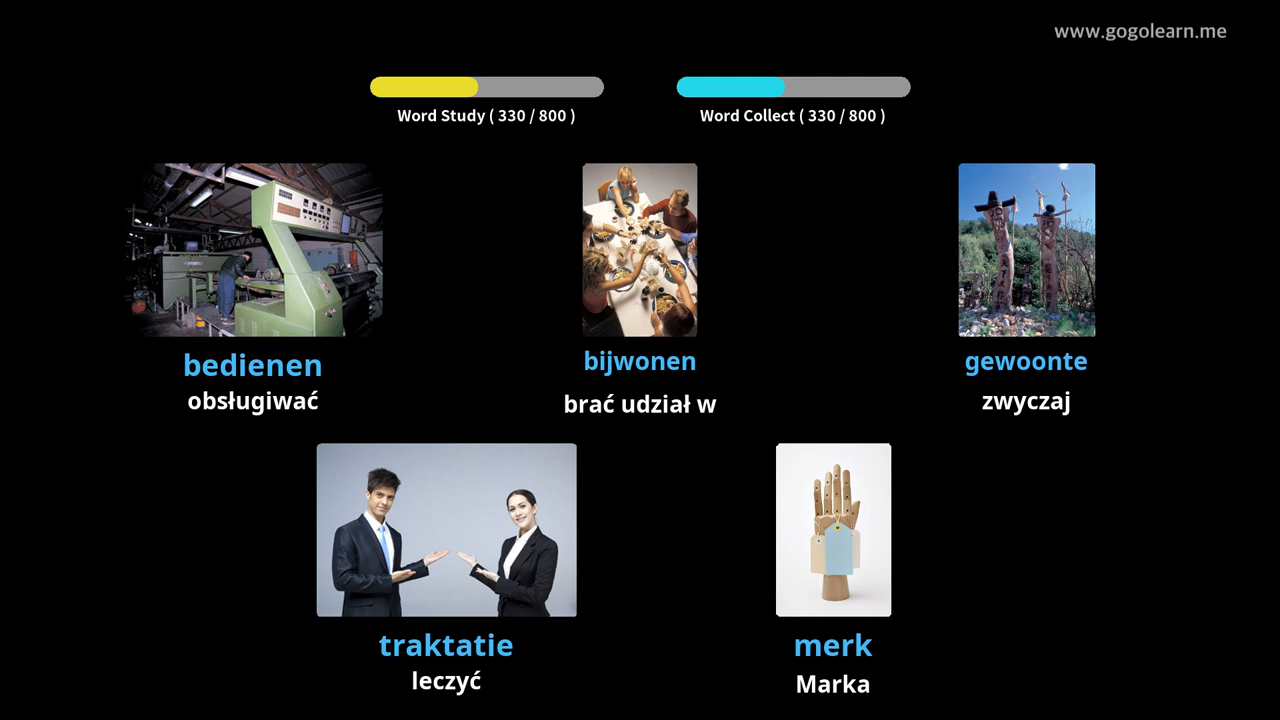 www.gogolearn.me
Word Study ( 330 / 800 )
Word Collect ( 330 / 800 )
bedienen
obsługiwać
bijwonen
brać udział w
gewoonte
zwyczaj
traktatie
leczyć
merk
Marka